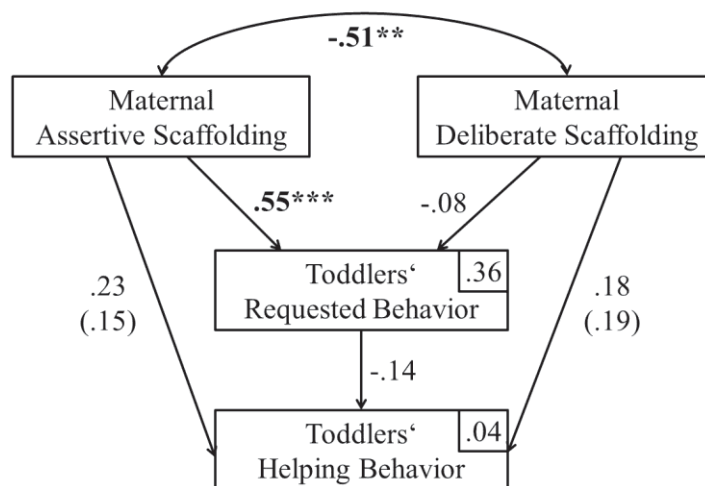 -.51**
Maternal
Assertive Scaffolding
Maternal
Deliberate Scaffolding
.55***
-.08
Toddlers‘
Requested Behavior
.36
.23
(.15)
.18
(.19)
-.14
Toddlers‘
Helping Behavior
.04